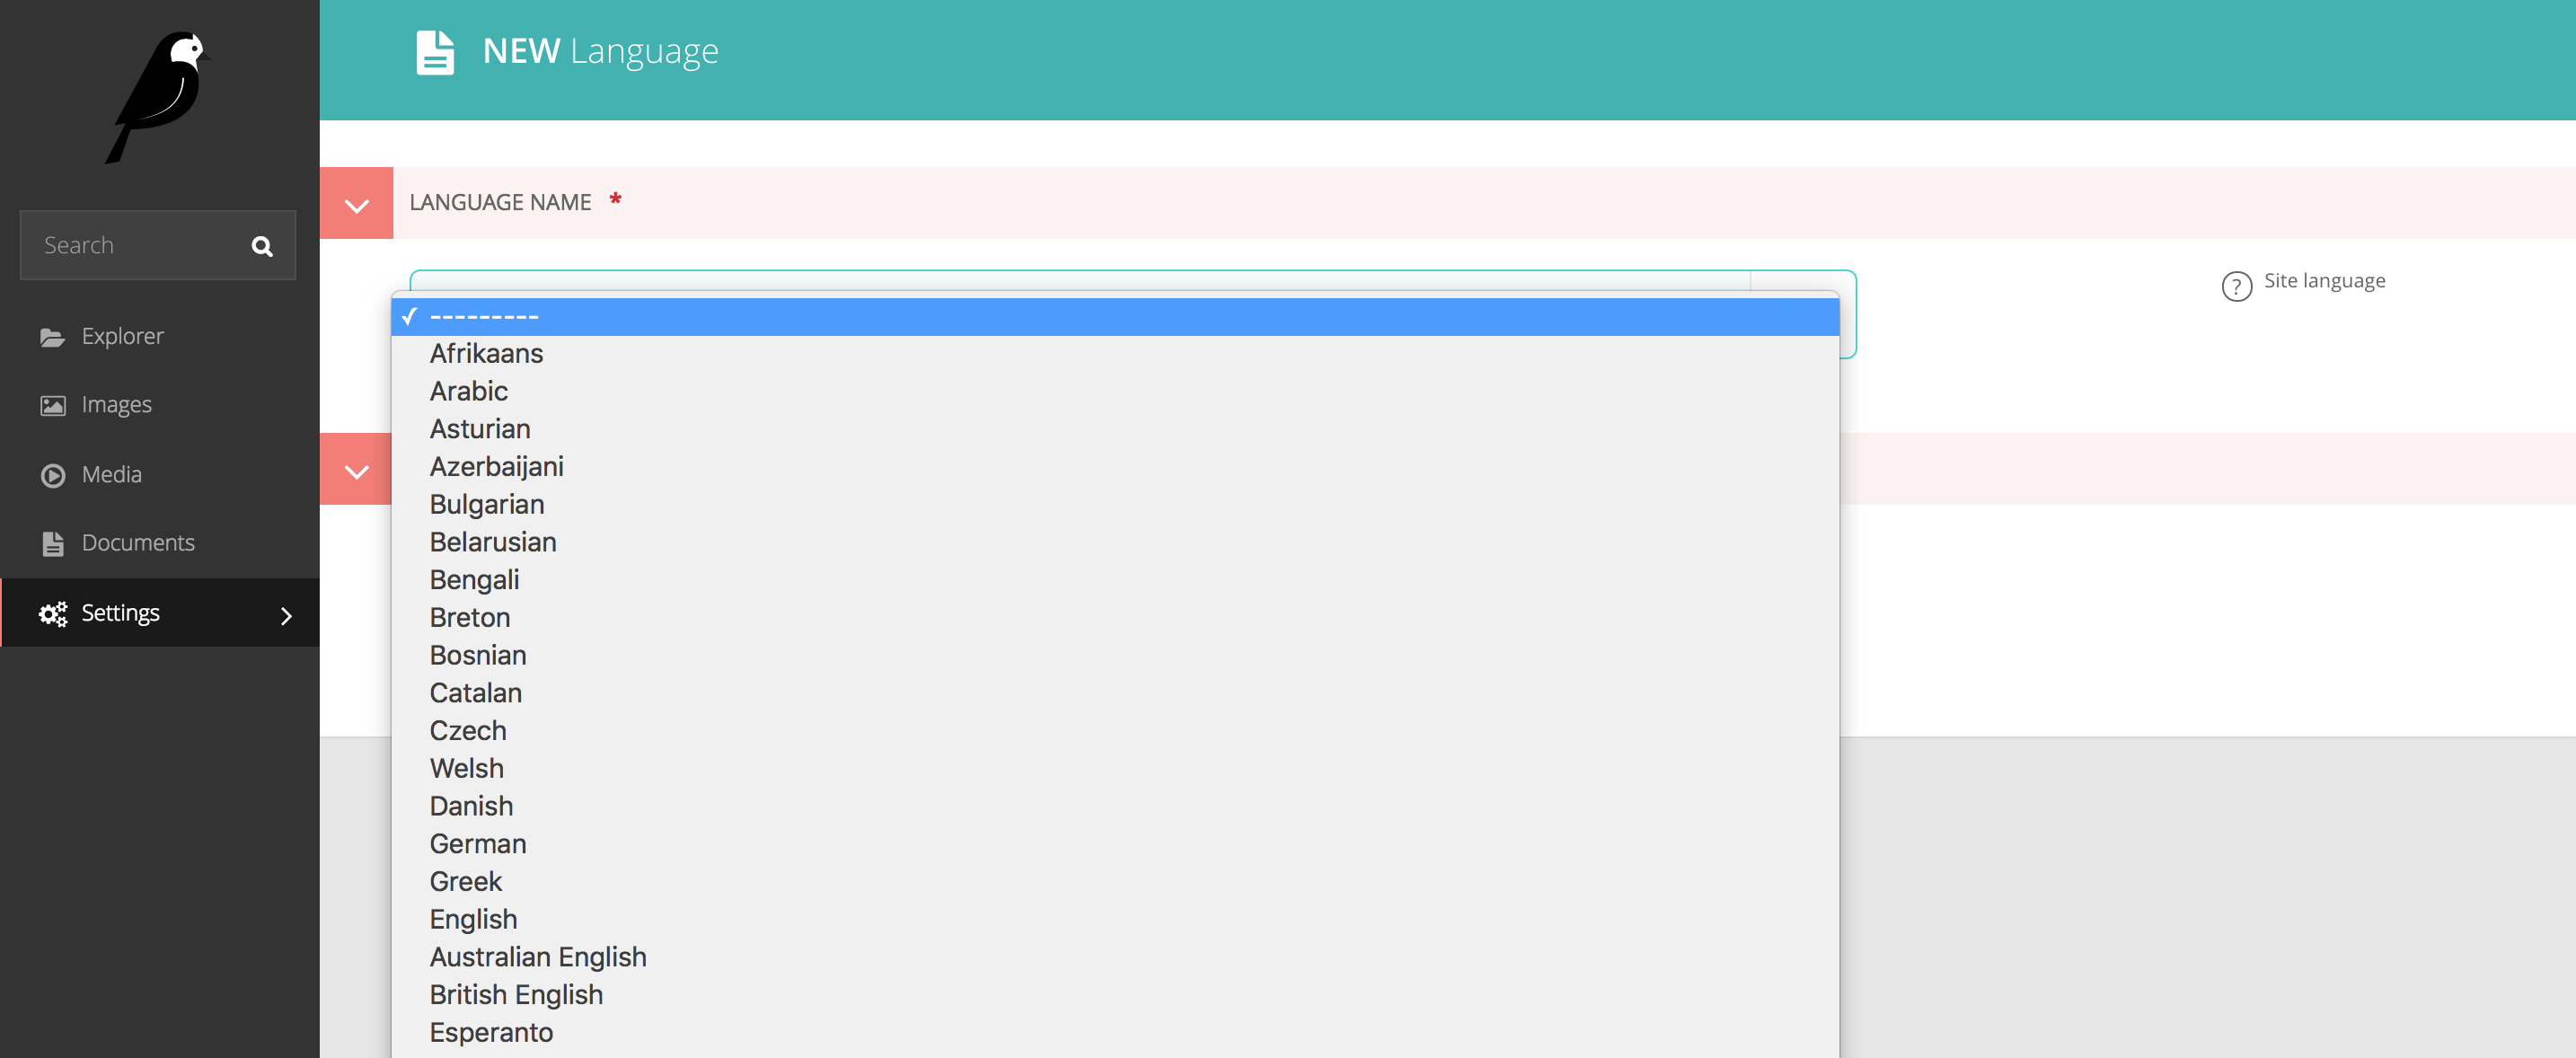 NEW Language
Search
Explorer
Images
Media
Documents
Settings
LANGUAGE NAME *
? Site language
---------
Afrikaans
Arabic
Asturian
Azerbaijani
Bulgarian
Belarusian
Bengali
Breton
Bosnian
Catalan
Czech
Welsh
Danish
German
Greek
English
Australian English
British English
Esperanto